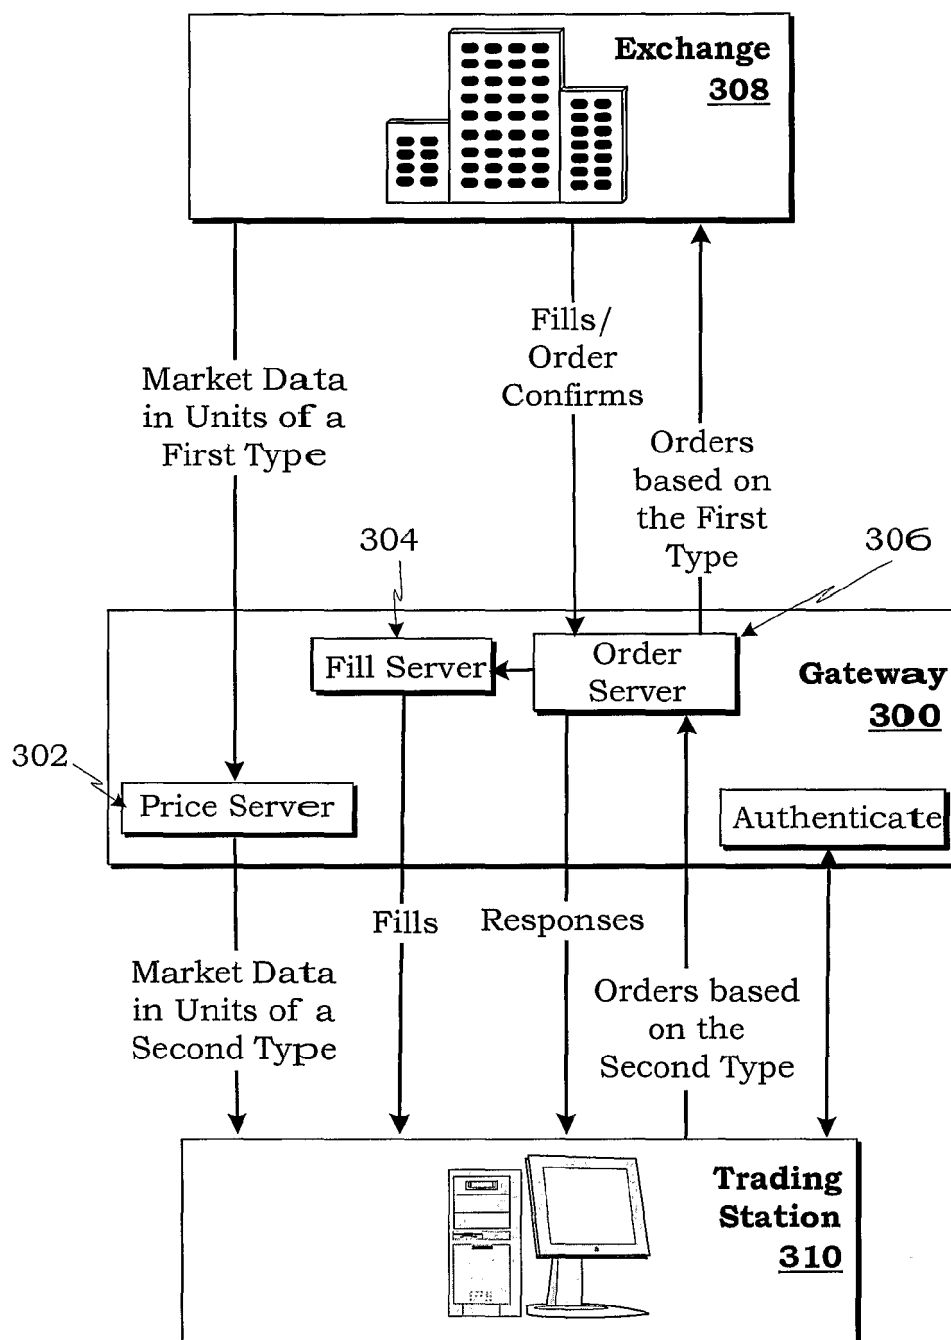 Exchange
308
Fills/
Order
Confirms
Market Data
in Units of a
First Type
Orders
based on
the First
Type
304
306
Fill Server
Order
Server
Gateway
300
302
Price Server
Authenticate
Fills
Responses
Market Data
in Units of a
Second Type
Orders based
on the
Second Type
Trading
Station
310